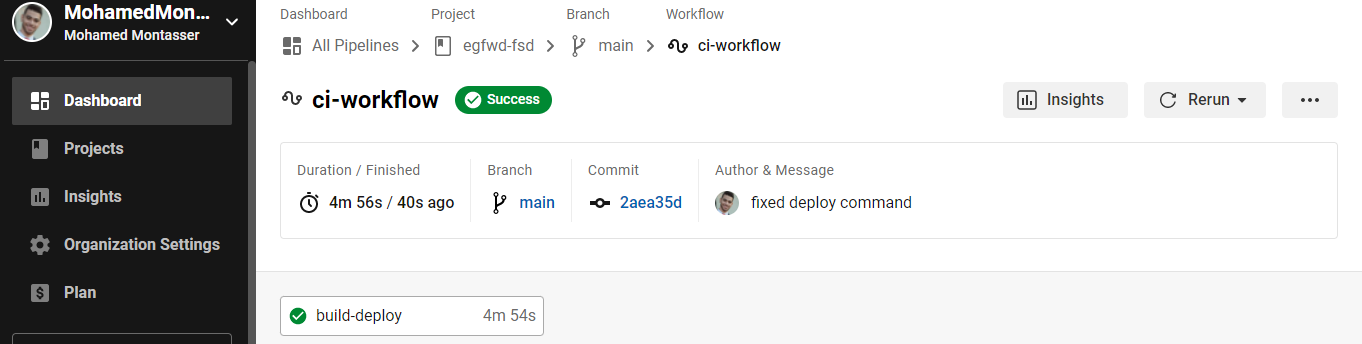 MohamedMon...
Mohamed Montasser
Dashboard
Projects
Insights
Organization Settings
Plan
Dashboard Project Branch Workflow
All Pipelines egfwd-fsd main ci-workflow
ci-workflow Success Insights Rerun
Duration / Finished Branch Commit Author & Message
4m 56s / 40s ago main 2aea35d fixed deploy command
build-deploy 4m 54s